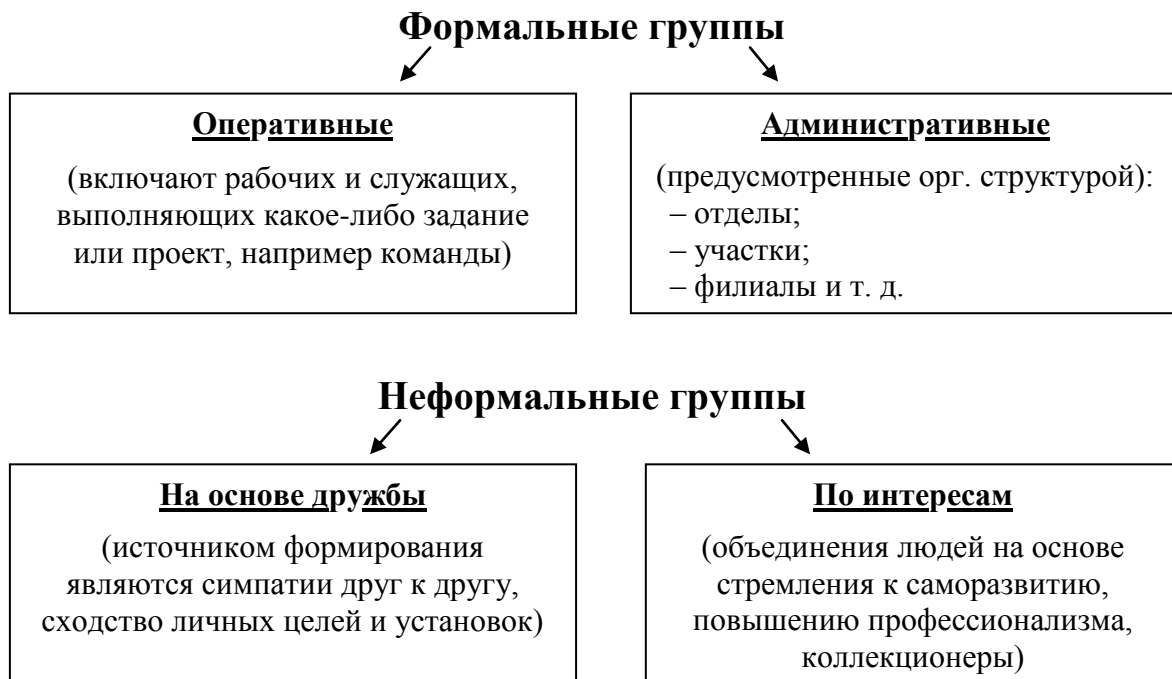 Формальные группы
Оперативные
(включают рабочих и служащих,
выполняющих какое-либо задание
или проект, например команды)
Административные
(предусмотренные орг. структурой):
– отделы;
– участки;
– филиалы и т. д.
Неформальные группы
На основе дружбы
(источником формирования
являются симпатии друг к другу,
сходство личных целей и установок)
По интересам
(объединения людей на основе
стремления к саморазвитию,
повышению профессионализма,
коллекционеры)